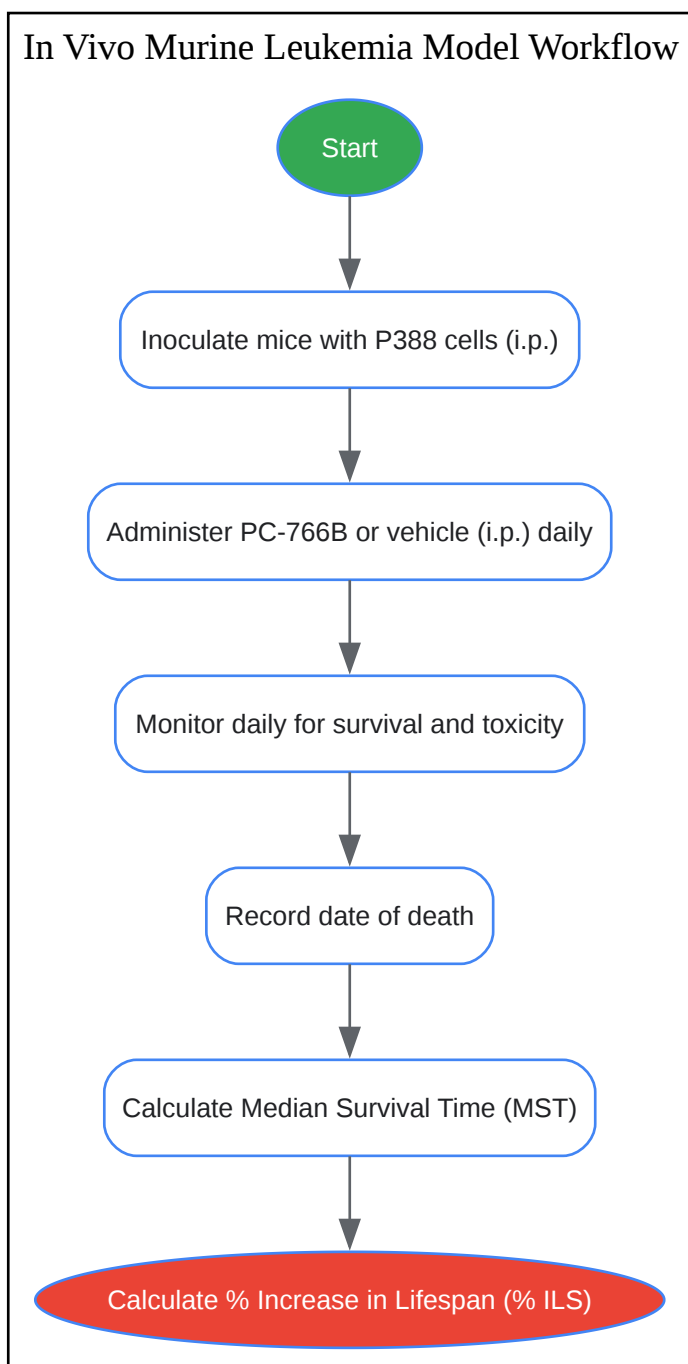 In Vivo Murine Leukemia Model Workflow
Start
Inoculate mice with P388 cells (i.p.)
Administer PC-766B or vehicle (i.p.) daily
Monitor daily for survival and toxicity
Record date of death
Calculate Median Survival Time (MST)
Calculate % Increase in Lifespan (% ILS)